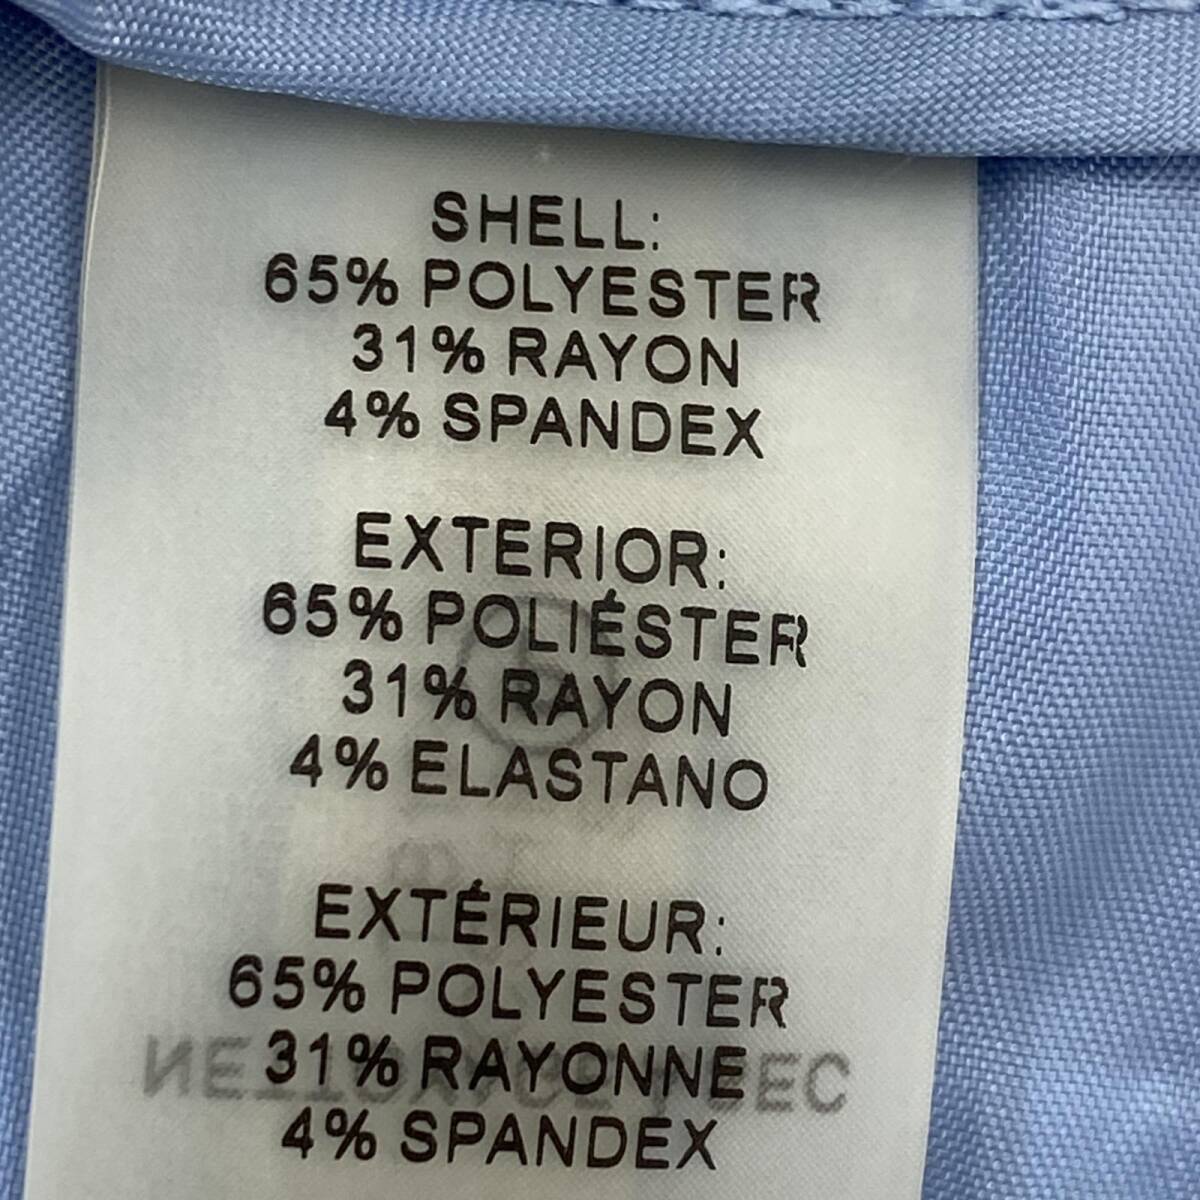 SHELL:
65% POLYESTER
31% RAYON
4% SPANDEX
EXTERIOR:
65% POLIÉSTER
31% RAYON
4% ELASTANO
EXTÉRIEUR:
65% POLYESTER
31% RAYONNE
4% SPANDEX